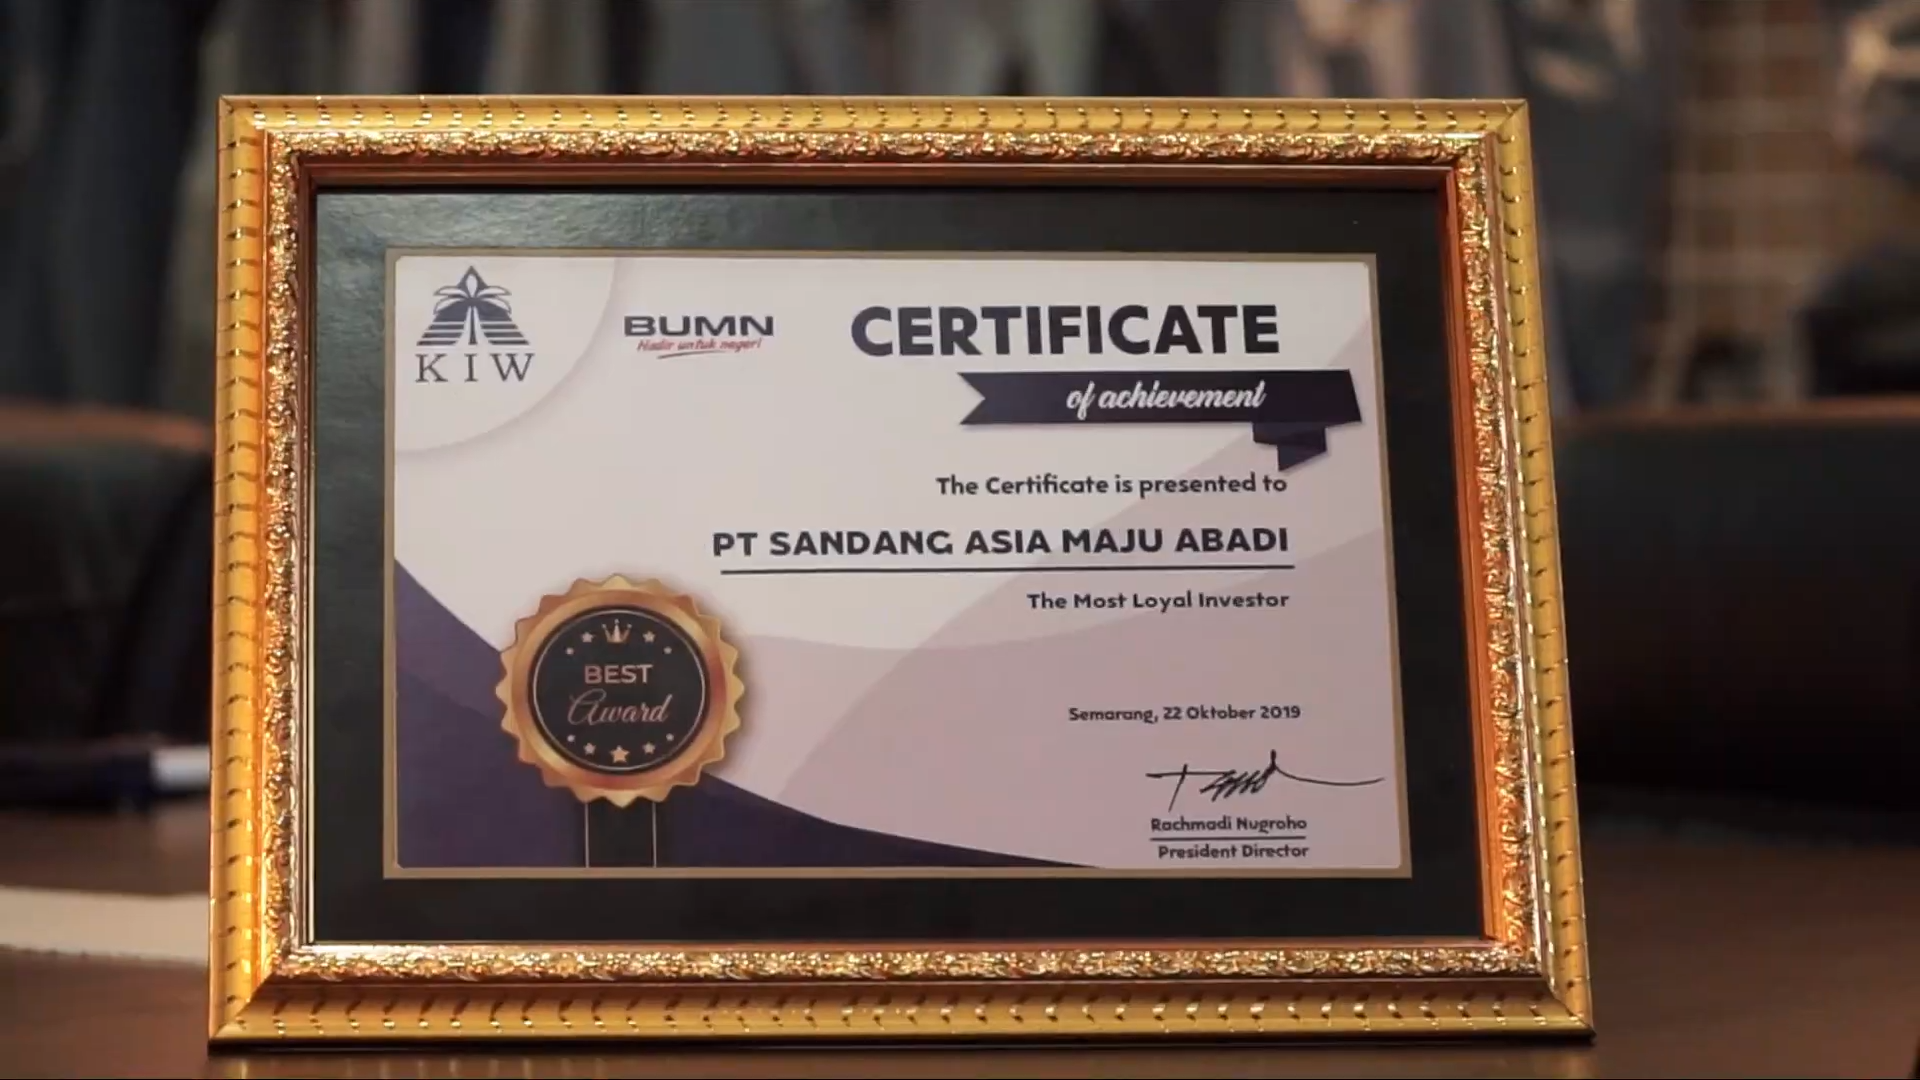 KIW
BUMN
Hadir untuk negeri
CERTIFICATE
of achievement
The Certificate is presented to
PT SANDANG ASIA MAJU ABADI
The Most Loyal Investor
BEST
Award
Semarang, 22 Oktober 2019
Rachmadi Nugroho
President Director